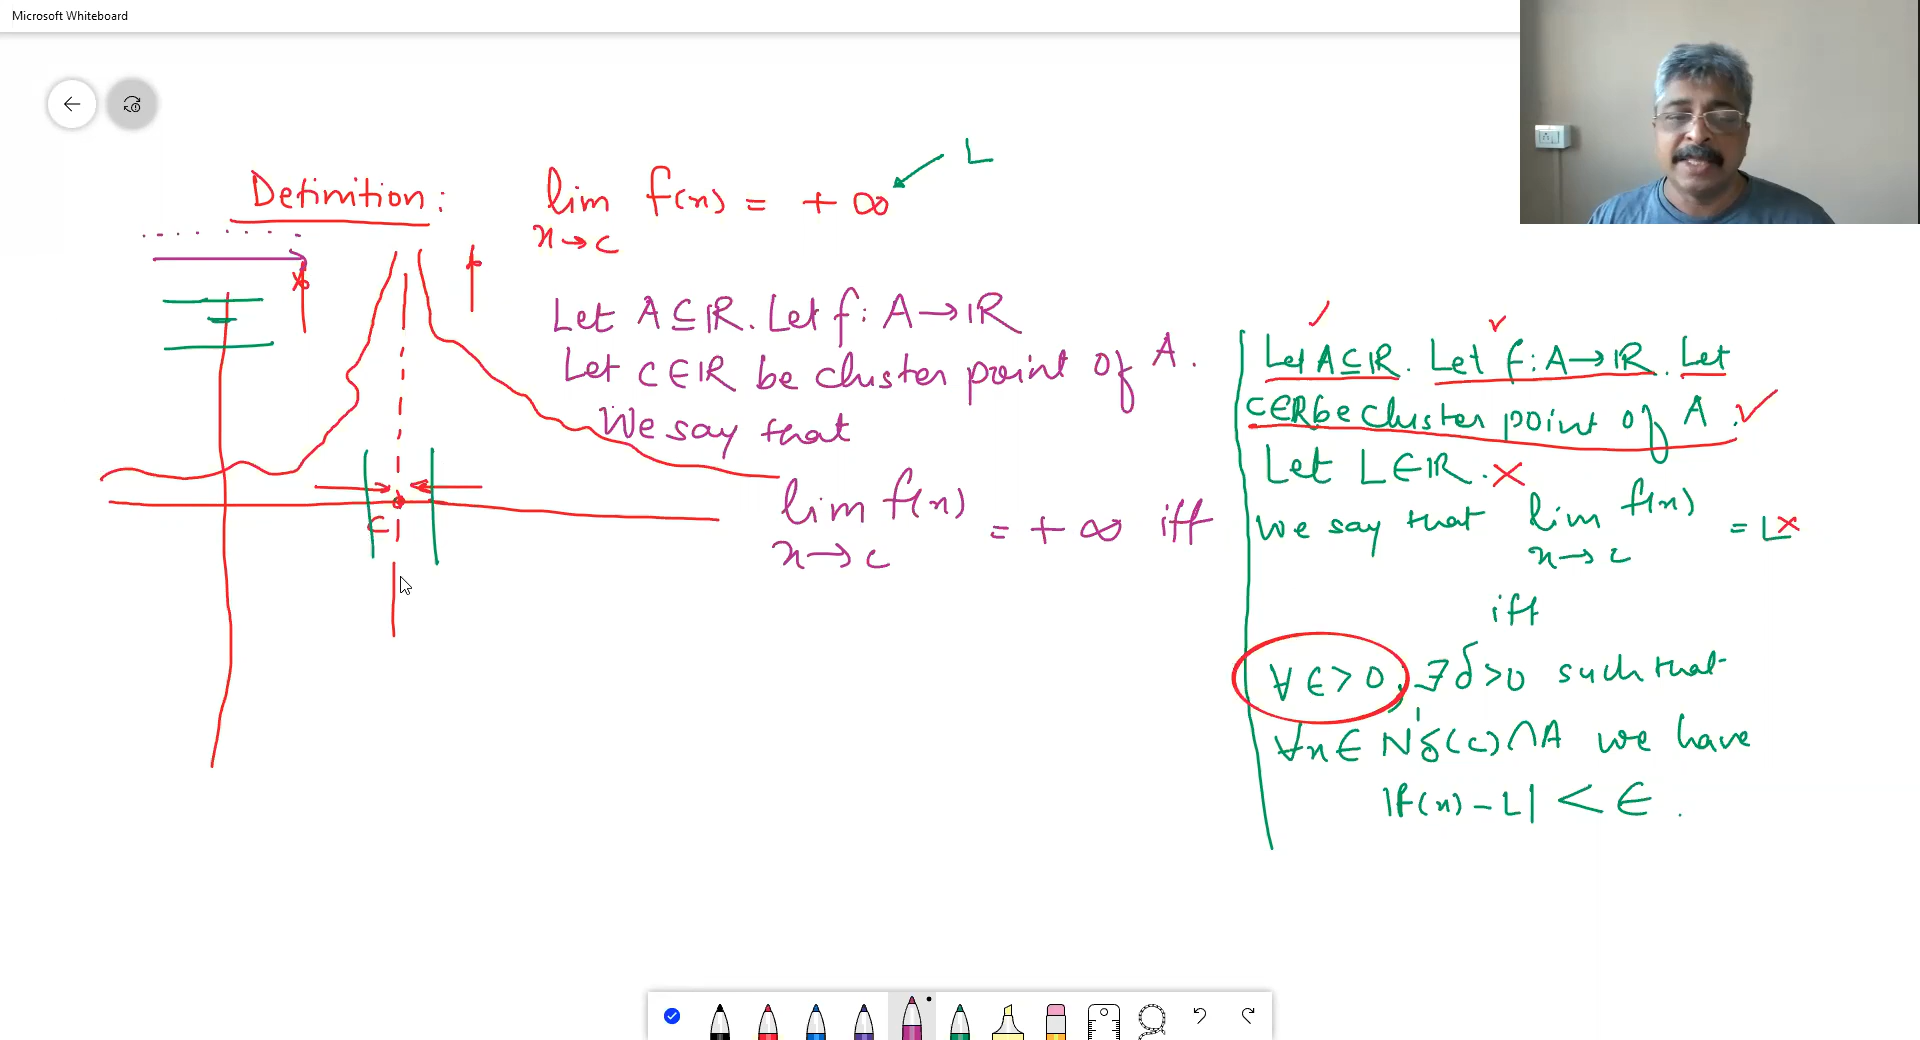 Microsoft Whiteboard
Definition:
lim f(x) = + ∞
x→c
L
Let A⊆ℝ. Let f: A→ℝ
Let c∈ℝ be cluster point of A.
We say that
lim f(x) = + ∞ iff
x→c
c
Let A⊆ℝ. Let f: A→ℝ. Let
c∈ℝ be cluster point of A.
Let L∈ℝ.
We say that lim f(x) = L
x→c
iff
∀ ϵ > 0, ∃ δ > 0 such that
∀x∈ N'δ(c)∩A we have
|f(x) - L| < ϵ.